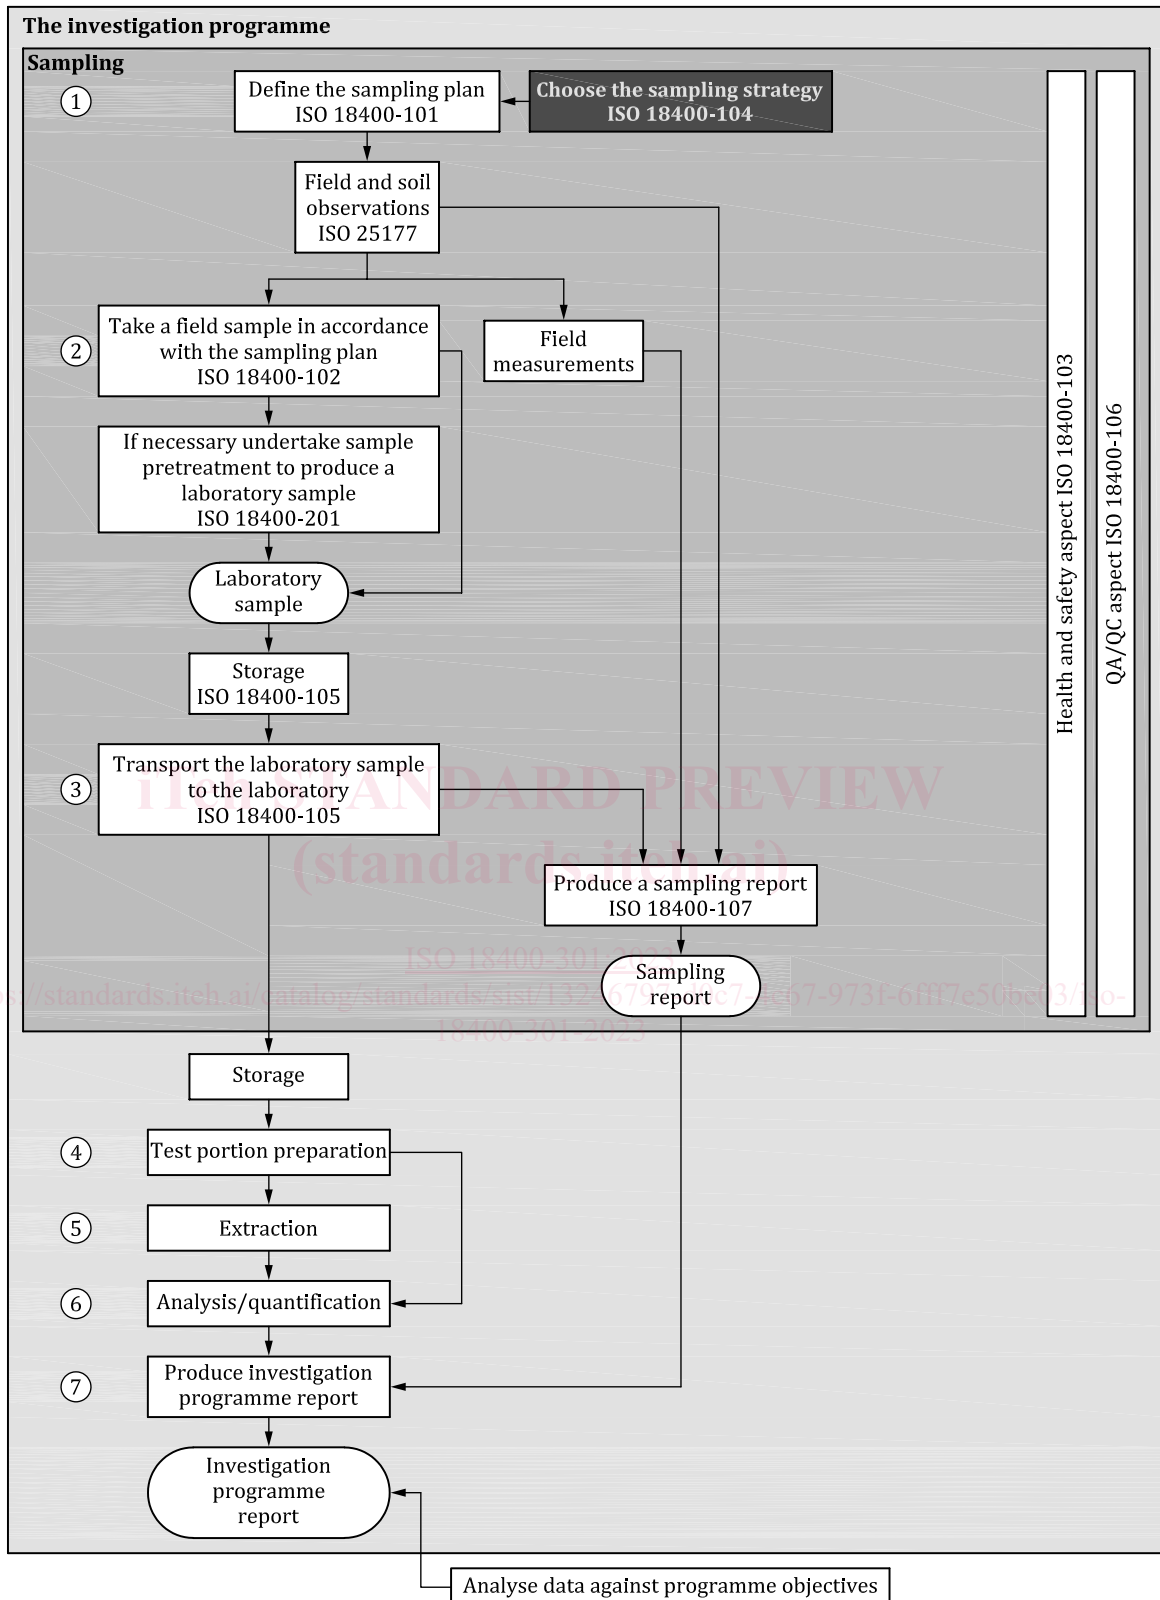 The investigation programme
Sampling
1
Define the sampling plan
ISO 18400-101
Choose the sampling strategy
ISO 18400-104
Field and soil
observations
ISO 25177
2
Take a field sample in accordance
with the sampling plan
ISO 18400-102
Field
measurements
If necessary undertake sample
pretreatment to produce a
laboratory sample
ISO 18400-201
Laboratory
sample
Storage
ISO 18400-105
3
Transport the laboratory sample
to the laboratory
ISO 18400-105
Health and safety aspect ISO 18400-103
QA/QC aspect ISO 18400-106
iTeh STANDARD PREVIEW
(standards.iteh.ai)
Produce a sampling report
ISO 18400-107
ISO 18400-301:2023
Sampling
report
18400-301-2023
Storage
4
Test portion preparation
5
Extraction
6
Analysis/quantification
7
Produce investigation
programme report
Investigation
programme
report
Analyse data against programme objectives